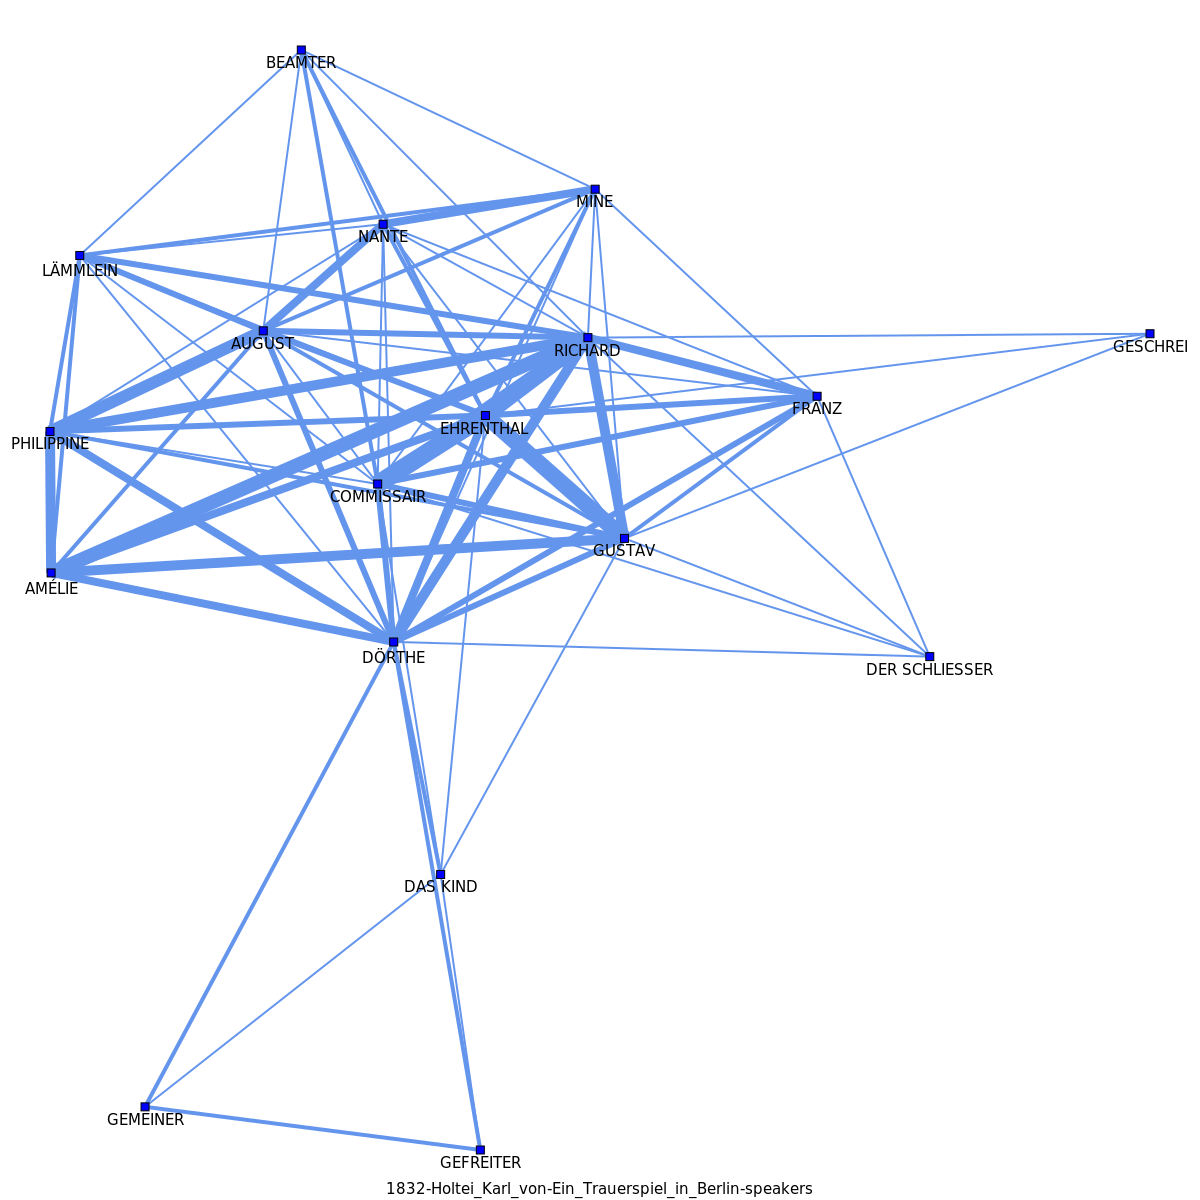 BEAMTER
MINE
NANTE
LÄMMLEIN
AUGUST
RICHARD
GESCHREI
FRANZ
EHRENTHAL
PHILIPPINE
COMMISSAIR
GUSTAV
AMÉLIE
DÖRTHE
DER SCHLIESSER
DAS KIND
GEMEINER
GEFREITER
1832-Holtei_Karl_von-Ein_Trauerspiel_in_Berlin-speakers